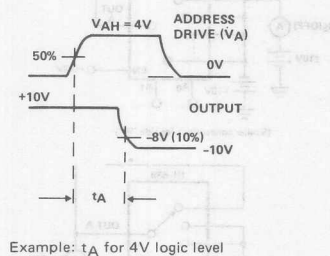 V_AH = 4V
ADDRESS
DRIVE (V_A)
50%
0V
+10V
OUTPUT
–8V (10%)
–10V
t_A
Example: t_A for 4V logic level